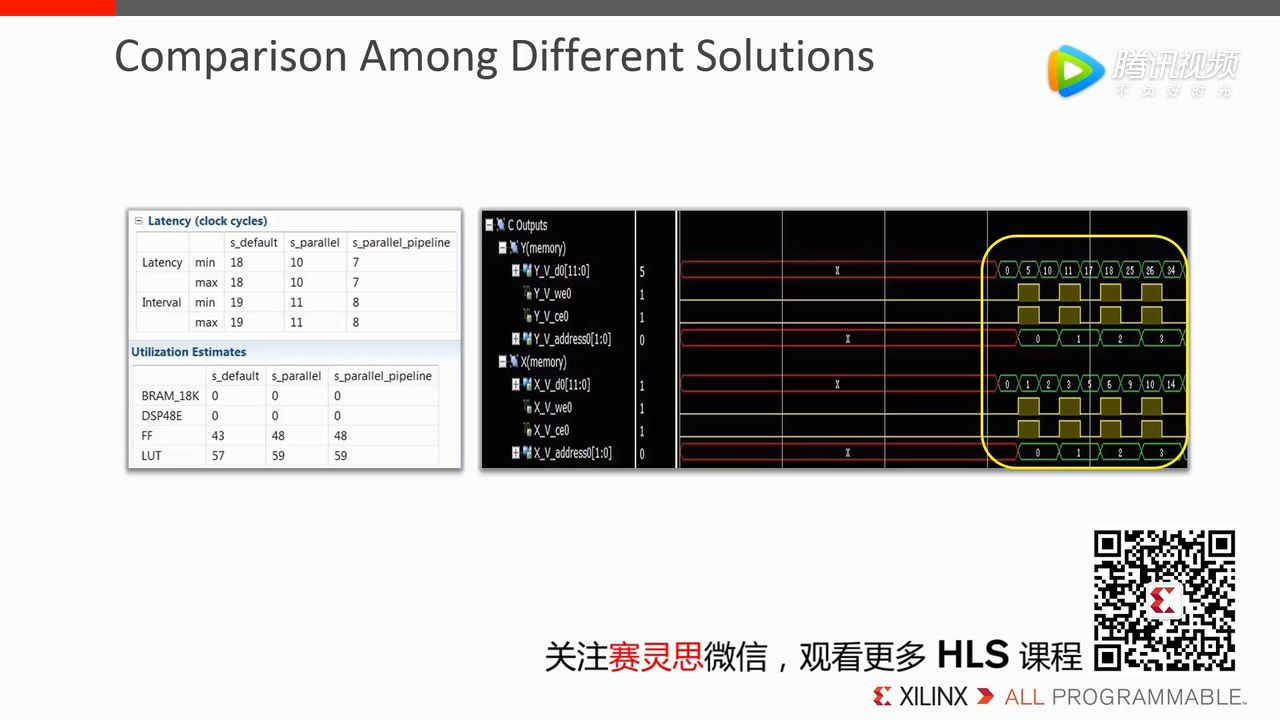 Comparison Among Different Solutions
腾讯视频
不负好时光
Latency (clock cycles)
s_default s_parallel s_parallel_pipeline
Latency min 18 10 7
max 18 10 7
Interval min 19 11 8
max 19 11 8
Utilization Estimates
s_default s_parallel s_parallel_pipeline
BRAM_18K 0 0 0
DSP48E 0 0 0
FF 43 48 48
LUT 57 59 59
C Outputs
Y(memory)
Y_V_d0[11:0] 5 X 0 5 10 11 17 18 25 26 34
Y_V_we0 1
Y_V_ce0 1
Y_V_address0[1:0] 0 X 0 1 2 3
X(memory)
X_V_d0[11:0] 1 X 0 1 2 3 5 6 9 10 14
X_V_we0 1
X_V_ce0 1
X_V_address0[1:0] 0 X 0 1 2 3
关注赛灵思微信，观看更多 HLS 课程
XILINX ALL PROGRAMMABLE™